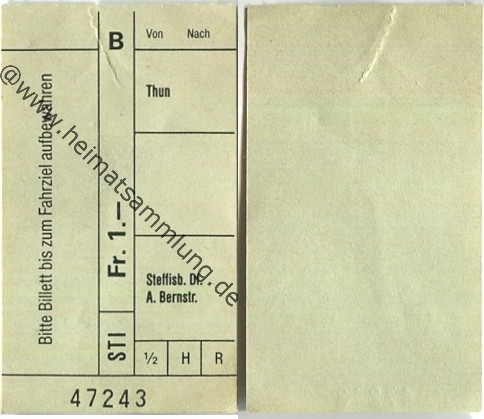 Bitte Billett bis zum Fahrziel aufbewahren
STI Fr. 1.— B
Von Nach
Thun
Steffisb. Df.
A. Bernstr.
½ H R
47243
@www.heimatsammlung.de